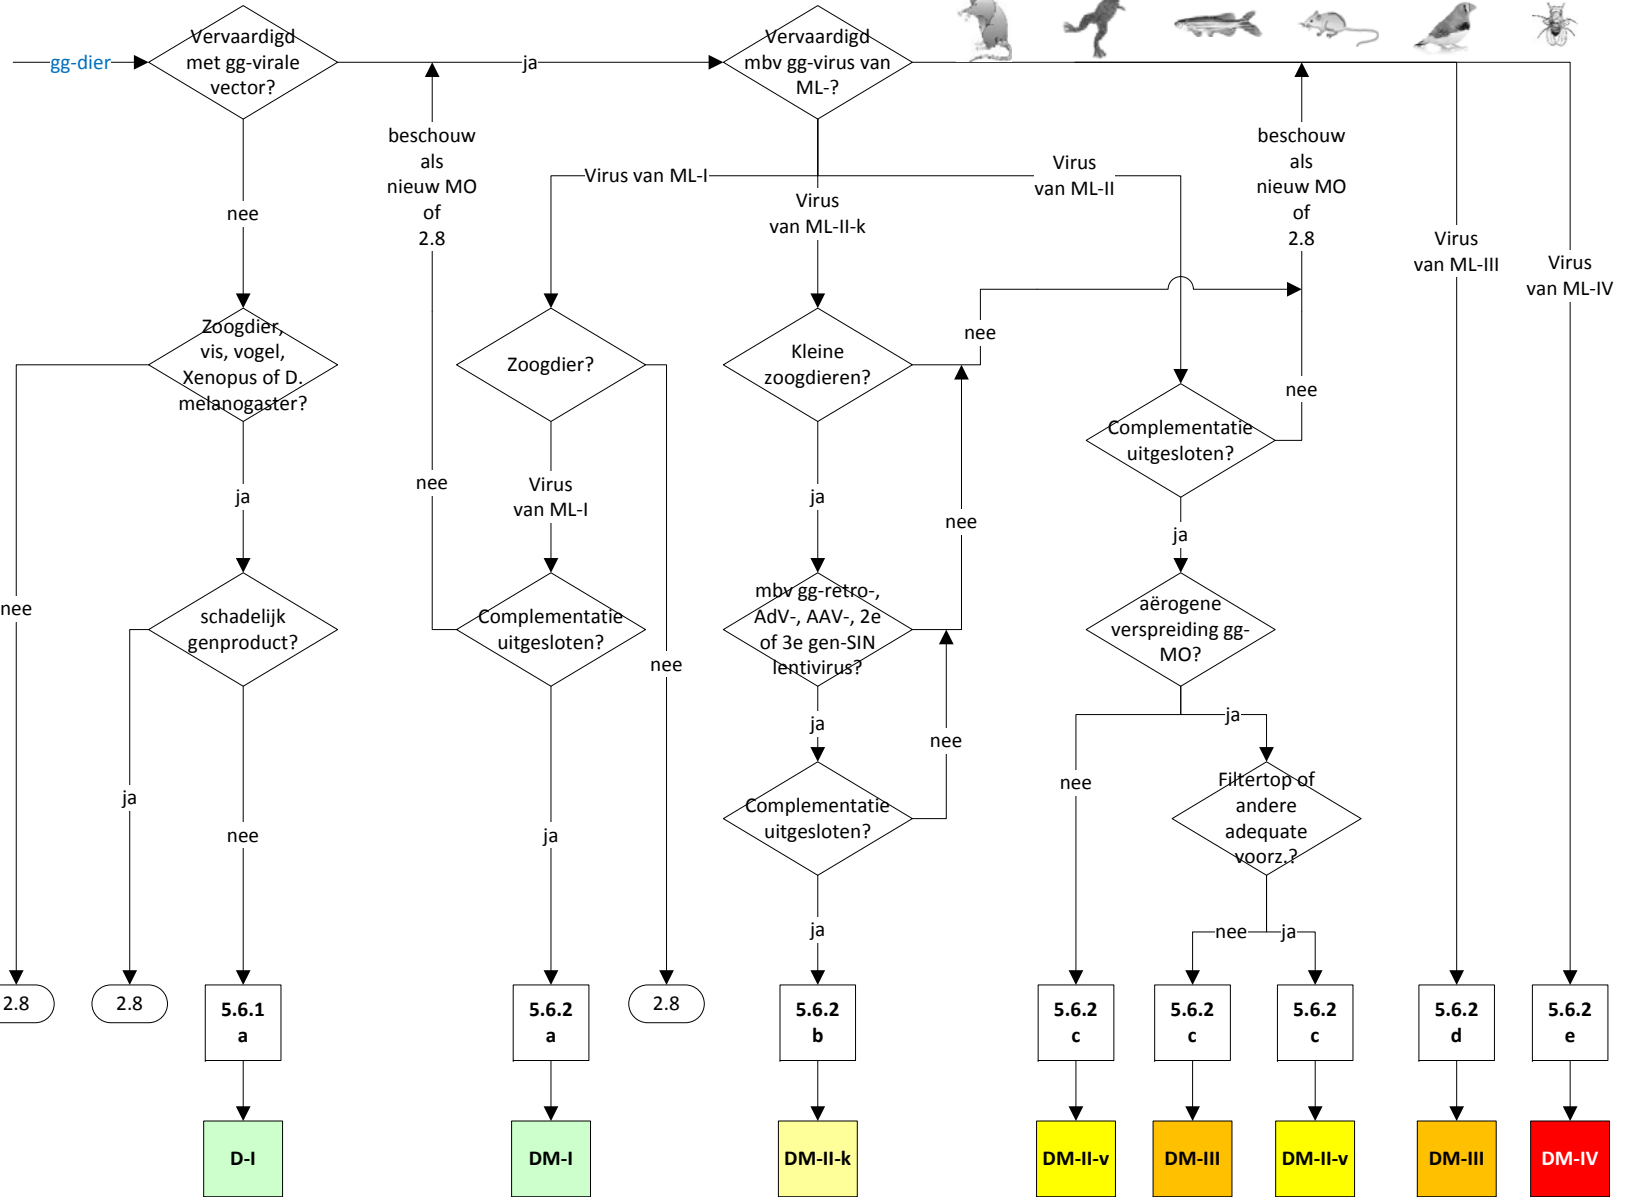 gg-dier
Vervaardigd
met gg-virale
vector?
ja
Vervaardigd
mbv gg-virus van
ML-?
nee
beschouw
als
nieuw MO
of
2.8
Virus van ML-I
Virus
van ML-II-k
Virus
van ML-II
beschouw
als
nieuw MO
of
2.8
Virus
van ML-III
Virus
van ML-IV
Zoogdier,
vis, vogel,
Xenopus of D.
melanogaster?
Zoogdier?
Kleine
zoogdieren?
nee
nee
Complementatie
uitgesloten?
ja
nee
Virus
van ML-I
ja
nee
ja
nee
schadelijk
genproduct?
Complementatie
uitgesloten?
nee
mbv gg-retro-,
AdV-, AAV-, 2e
of 3e gen-SIN
lentivirus?
aërogene
verspreiding gg-
MO?
ja
nee
ja
nee
Filtertop of
andere
adequate
voorz.?
ja
nee
ja
Complementatie
uitgesloten?
ja
nee
ja
2.8
2.8
5.6.1
a
5.6.2
a
2.8
5.6.2
b
5.6.2
c
5.6.2
c
5.6.2
c
5.6.2
d
5.6.2
e
D-I
DM-I
DM-II-k
DM-II-v
DM-III
DM-II-v
DM-III
DM-IV